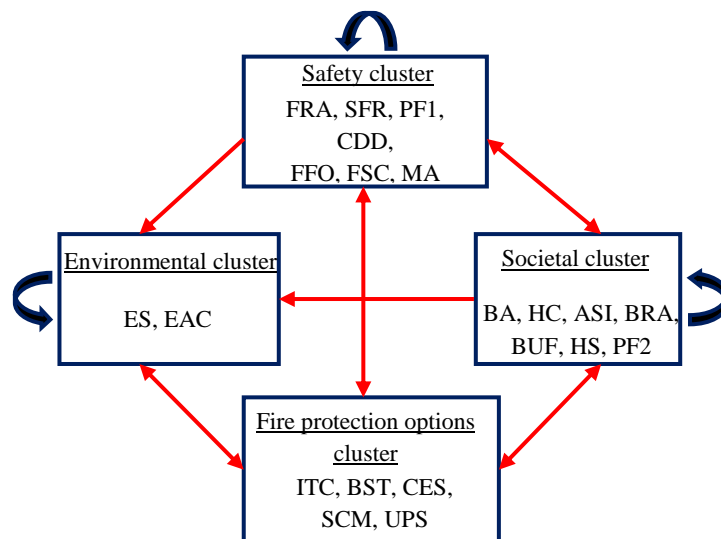 Safety cluster
FRA, SFR, PF1,
CDD,
FFO, FSC, MA
Environmental cluster
ES, EAC
Societal cluster
BA, HC, ASI, BRA,
BUF, HS, PF2
Fire protection options
cluster
ITC, BST, CES,
SCM, UPS